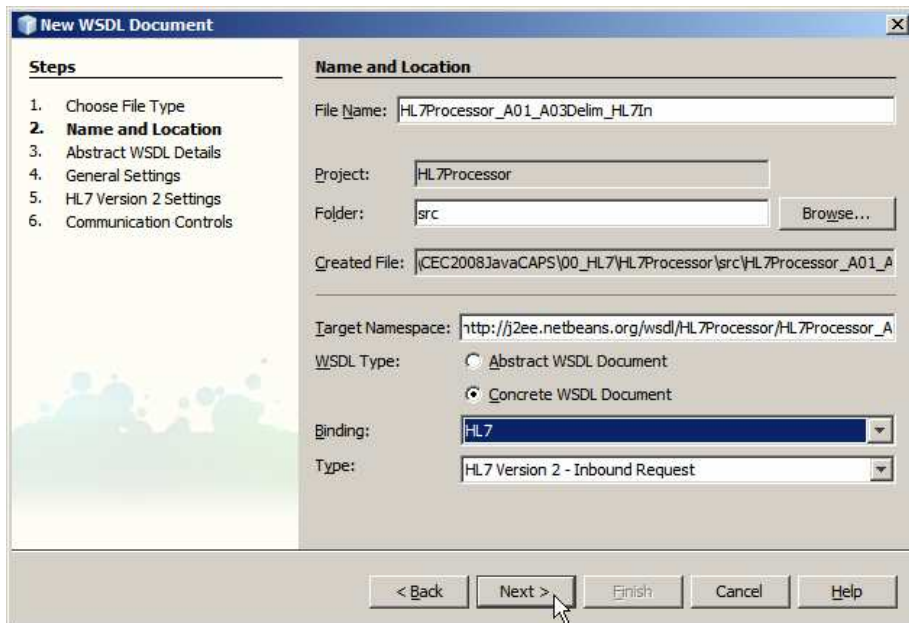 New WSDL Document
Steps
1. Choose File Type
2. Name and Location
3. Abstract WSDL Details
4. General Settings
5. HL7 Version 2 Settings
6. Communication Controls
Name and Location
File Name: HL7Processor_A01_A03Delim_HL7In
Project: HL7Processor
Folder: src Browse...
Created File: \CEC2008JavaCAPS\00_HL7\HL7Processor\src\HL7Processor_A01_A
Target Namespace: http://j2ee.netbeans.org/wsdl/HL7Processor/HL7Processor_A
WSDL Type: Abstract WSDL Document
Concrete WSDL Document
Binding: HL7
Type: HL7 Version 2 - Inbound Request
< Back Next > Finish Cancel Help